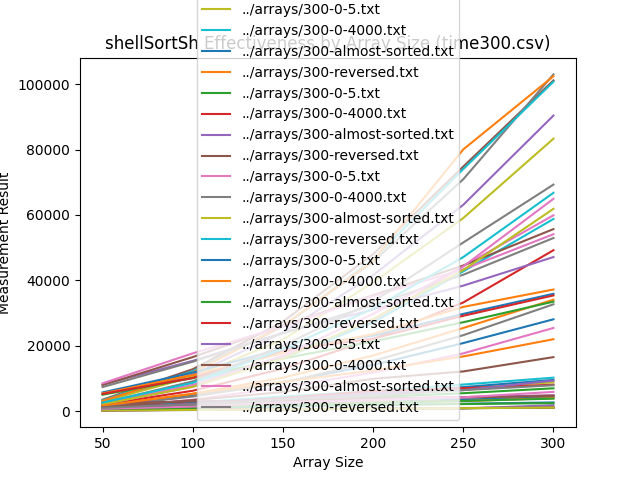 ../arrays/300-0-5.txt
../arrays/300-0-4000.txt
shellSortSh Effectiveness by Array Size (time300.csv)
../arrays/300-almost-sorted.txt
../arrays/300-reversed.txt
../arrays/300-0-5.txt
../arrays/300-0-4000.txt
../arrays/300-almost-sorted.txt
../arrays/300-reversed.txt
../arrays/300-0-5.txt
../arrays/300-0-4000.txt
../arrays/300-almost-sorted.txt
../arrays/300-reversed.txt
../arrays/300-0-5.txt
../arrays/300-0-4000.txt
../arrays/300-almost-sorted.txt
../arrays/300-reversed.txt
../arrays/300-0-5.txt
../arrays/300-0-4000.txt
../arrays/300-almost-sorted.txt
../arrays/300-reversed.txt
Measurement Result
100000
80000
60000
40000
20000
0
50 100 150 200 250 300
Array Size